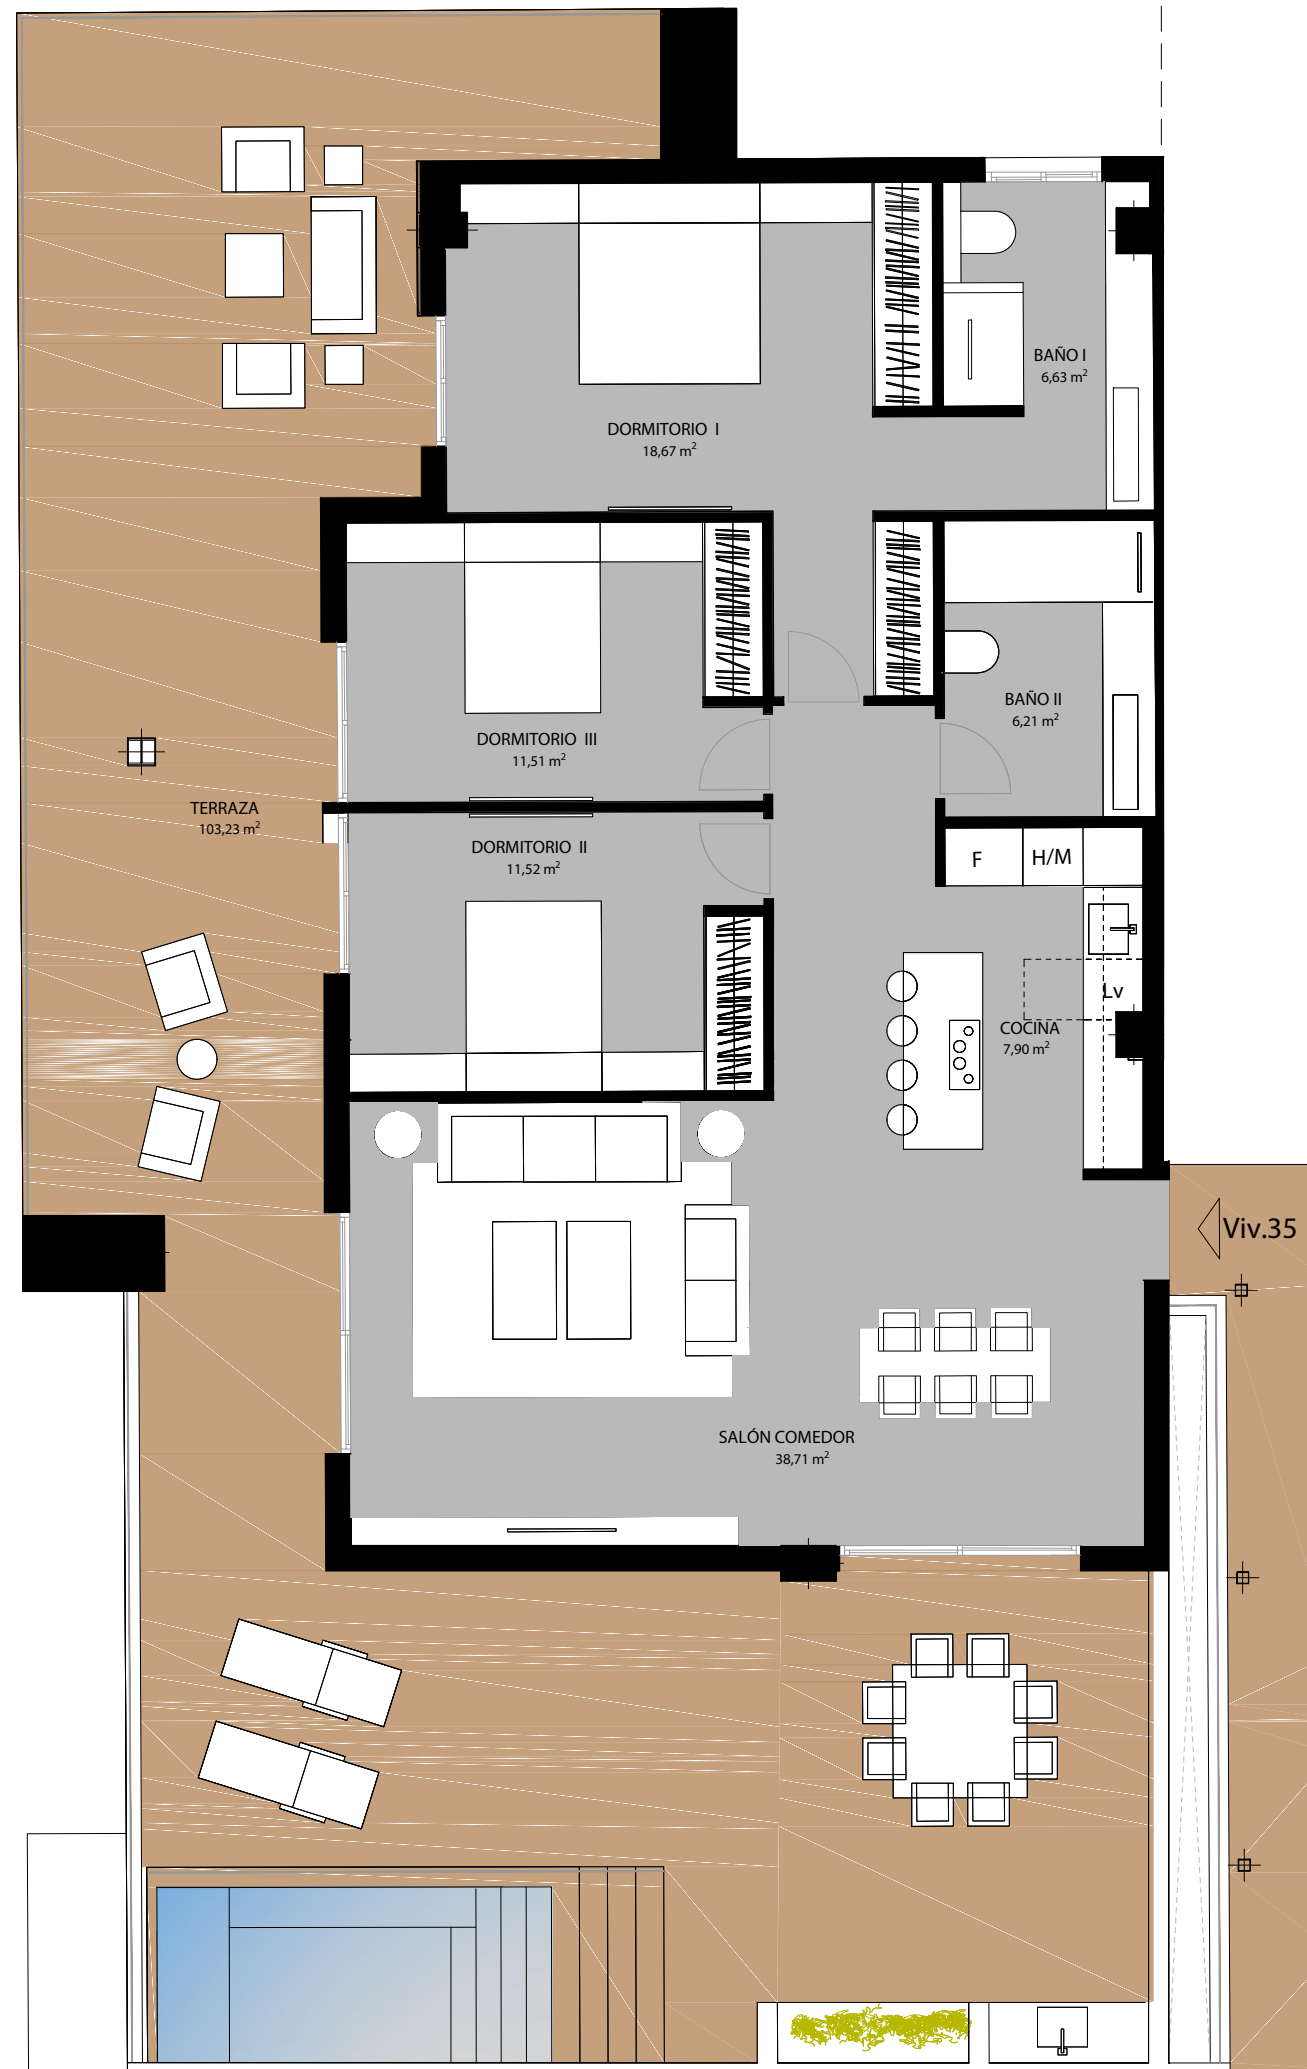 BAÑO I
6,63 m²
DORMITORIO I
18,67 m²
BAÑO II
6,21 m²
DORMITORIO III
11,51 m²
TERRAZA
103,23 m²
DORMITORIO II
11,52 m²
F
H/M
Lv
COCINA
7,90 m²
Viv.35
SALÓN COMEDOR
38,71 m²